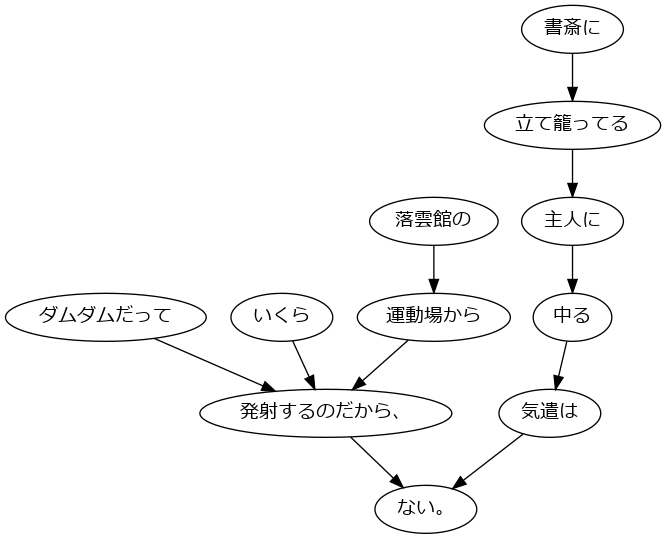 書斎に
立て籠ってる
落雲館の
主人に
ダムダムだって
いくら
運動場から
中る
発射するのだから、
気遣は
ない。